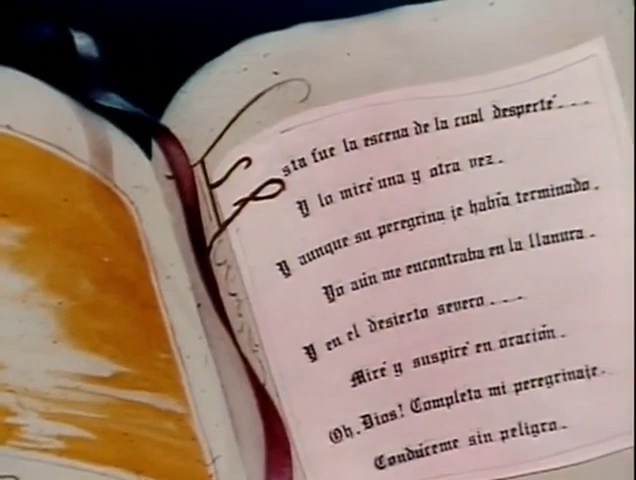 Esta fue la escena de la cual desperté...
Y lo miré una y otra vez.
Y aunque su peregrina je había terminado.
Yo aún me encontraba en la llanura.
Y en el desierto severo....
Miré y suspiré en oración.
Oh, Dios! Completa mi peregrinaje.
Condúceme sin peligro.